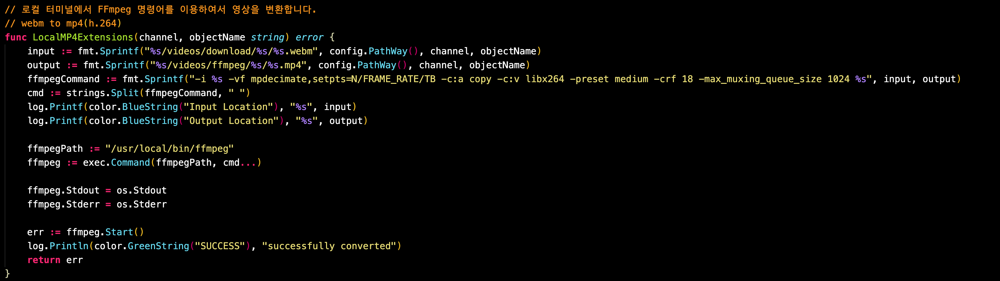 // 로컬 터미널에서 FFmpeg 명령어를 이용하여서 영상을 변환합니다.
// webm to mp4(h.264)
func LocalMP4Extensions(channel, objectName string) error {
    input := fmt.Sprintf("%s/videos/download/%s/%s.webm", config.PathWay(), channel, objectName)
    output := fmt.Sprintf("%s/videos/ffmpeg/%s/%s.mp4", config.PathWay(), channel, objectName)
    ffmpegCommand := fmt.Sprintf("-i %s -vf mpdecimate,setpts=N/FRAME_RATE/TB -c:a copy -c:v libx264 -preset medium -crf 18 -max_muxing_queue_size 1024 %s", input, output)
    cmd := strings.Split(ffmpegCommand, " ")
    log.Printf(color.BlueString("Input Location"), "%s", input)
    log.Printf(color.BlueString("Output Location"), "%s", output)

    ffmpegPath := "/usr/local/bin/ffmpeg"
    ffmpeg := exec.Command(ffmpegPath, cmd...)

    ffmpeg.Stdout = os.Stdout
    ffmpeg.Stderr = os.Stderr

    err := ffmpeg.Start()
    log.Println(color.GreenString("SUCCESS"), "successfully converted")
    return err
}